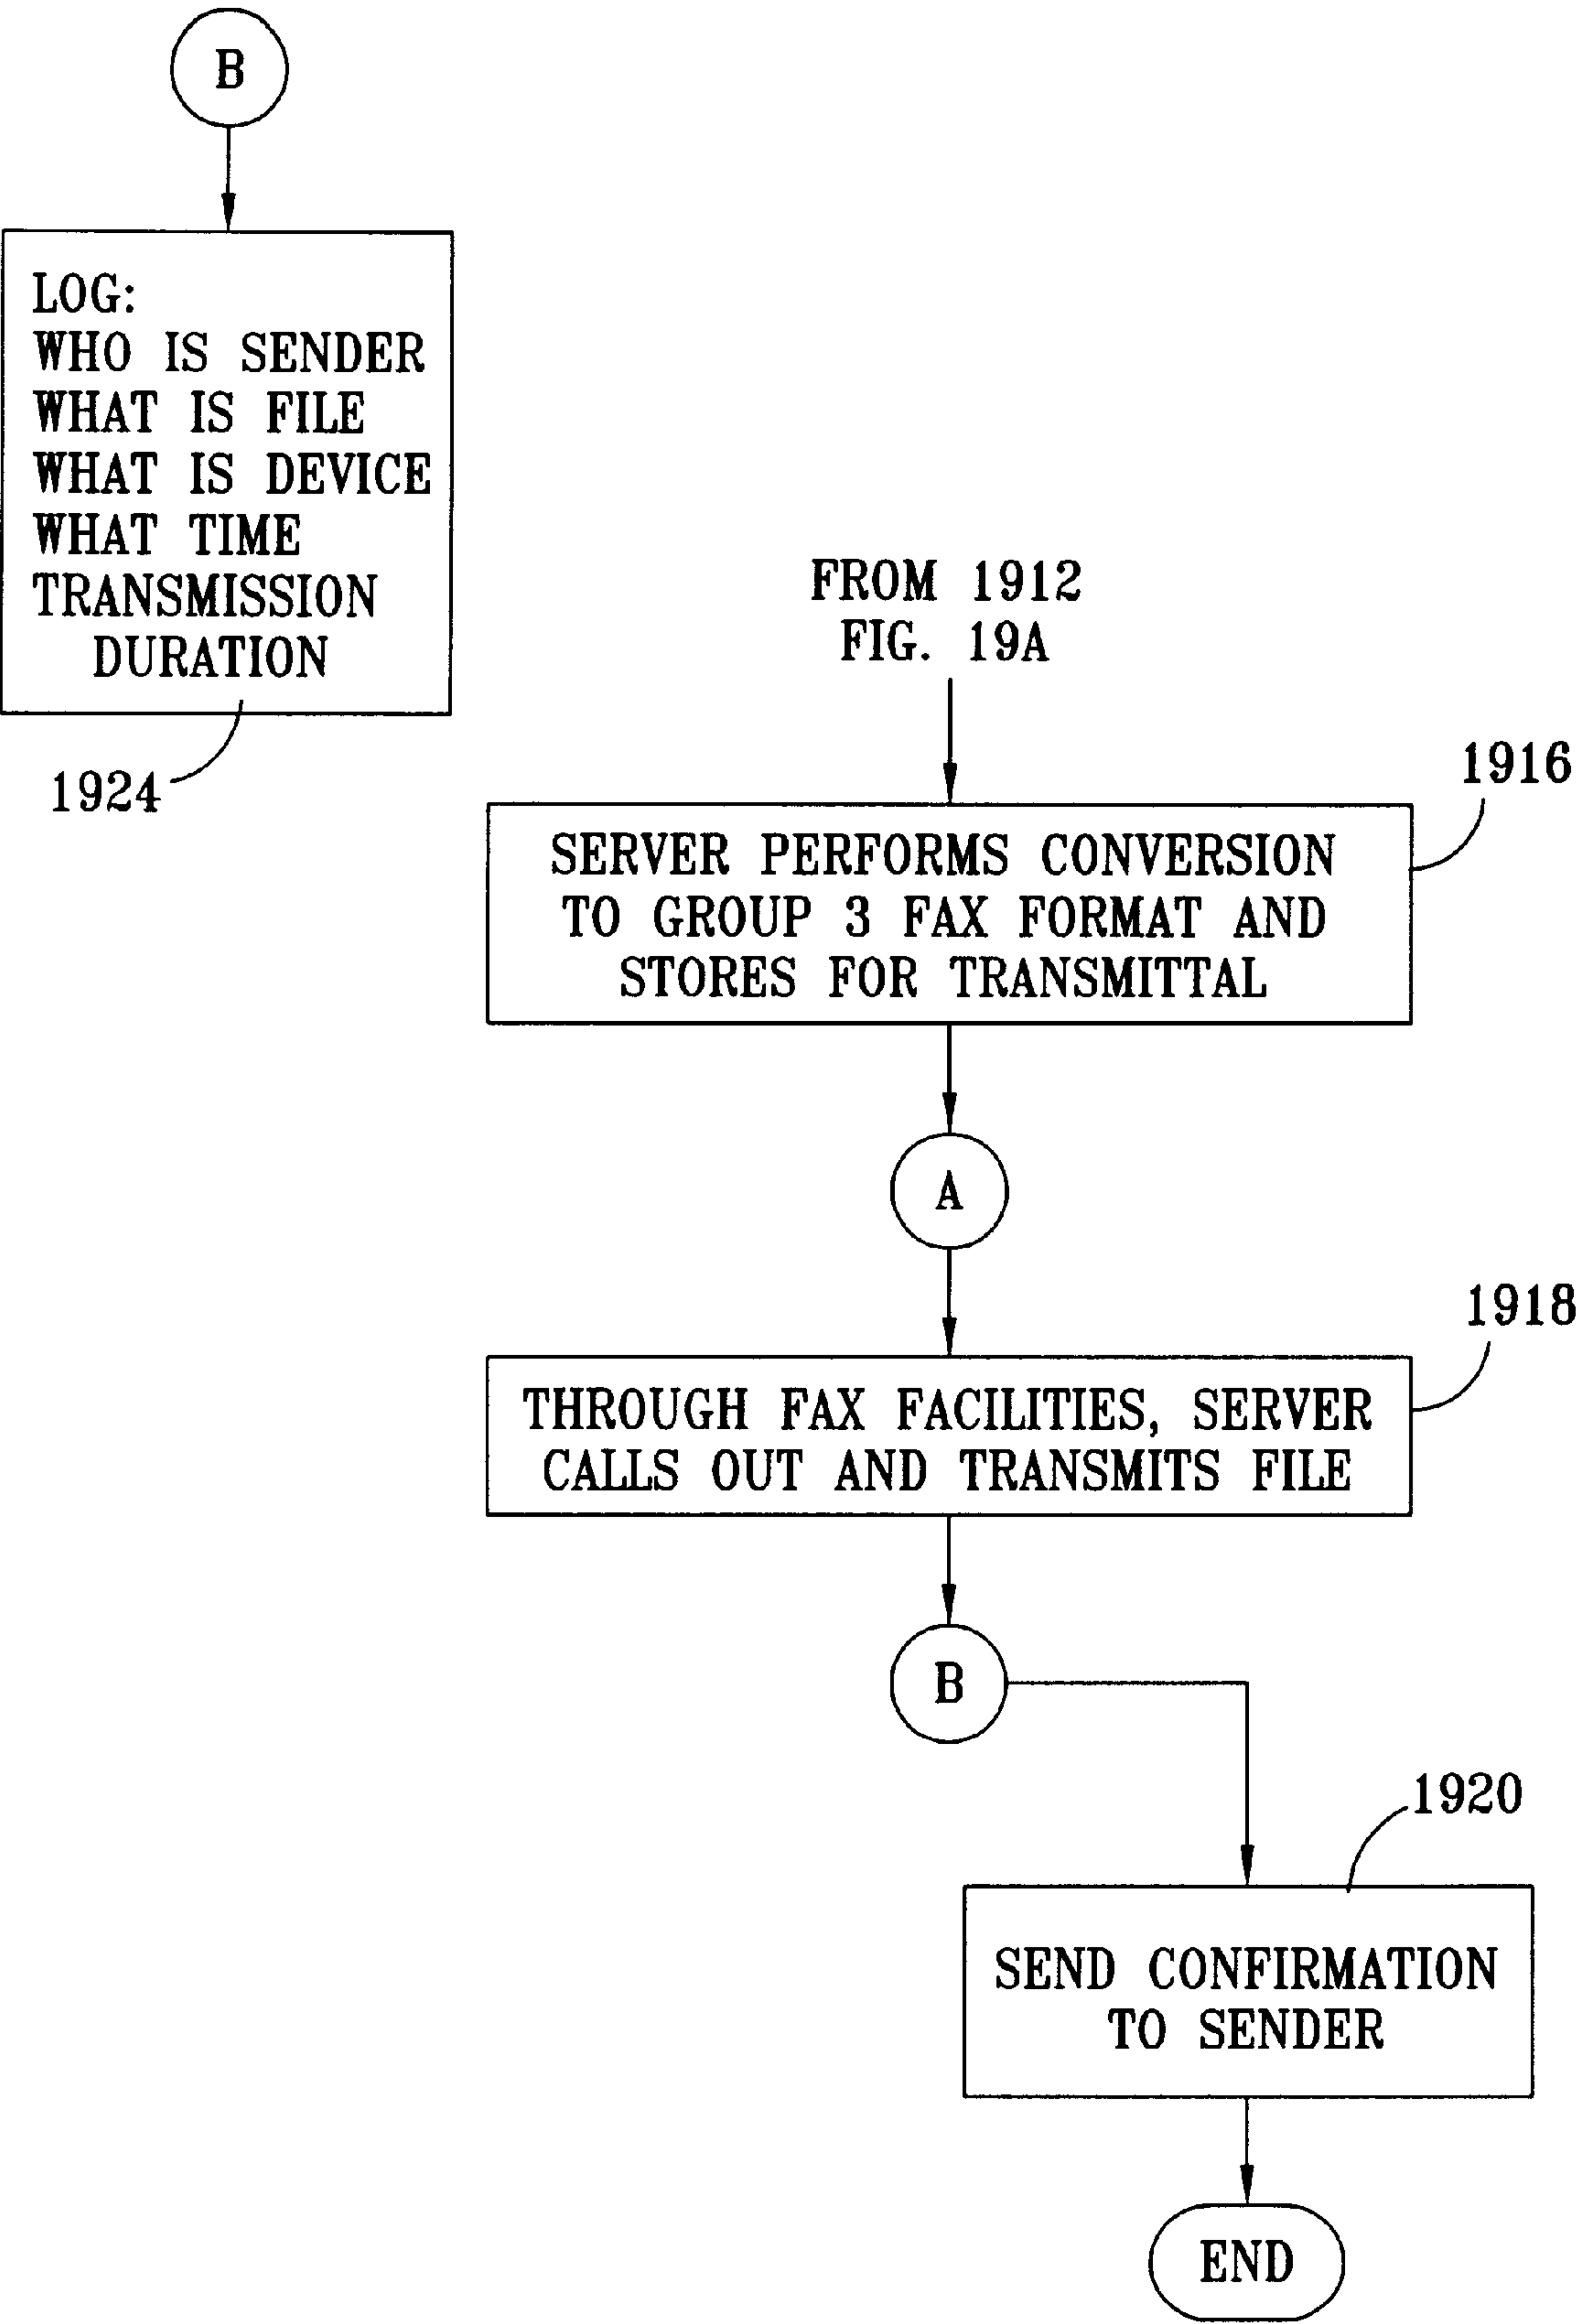 B
LOG:
WHO IS SENDER
WHAT IS FILE
WHAT IS DEVICE
WHAT TIME
TRANSMISSION
DURATION
1924
FROM 1912
FIG. 19A
1916
SERVER PERFORMS CONVERSION
TO GROUP 3 FAX FORMAT AND
STORES FOR TRANSMITTAL
A
1918
THROUGH FAX FACILITIES, SERVER
CALLS OUT AND TRANSMITS FILE
B
1920
SEND CONFIRMATION
TO SENDER
END